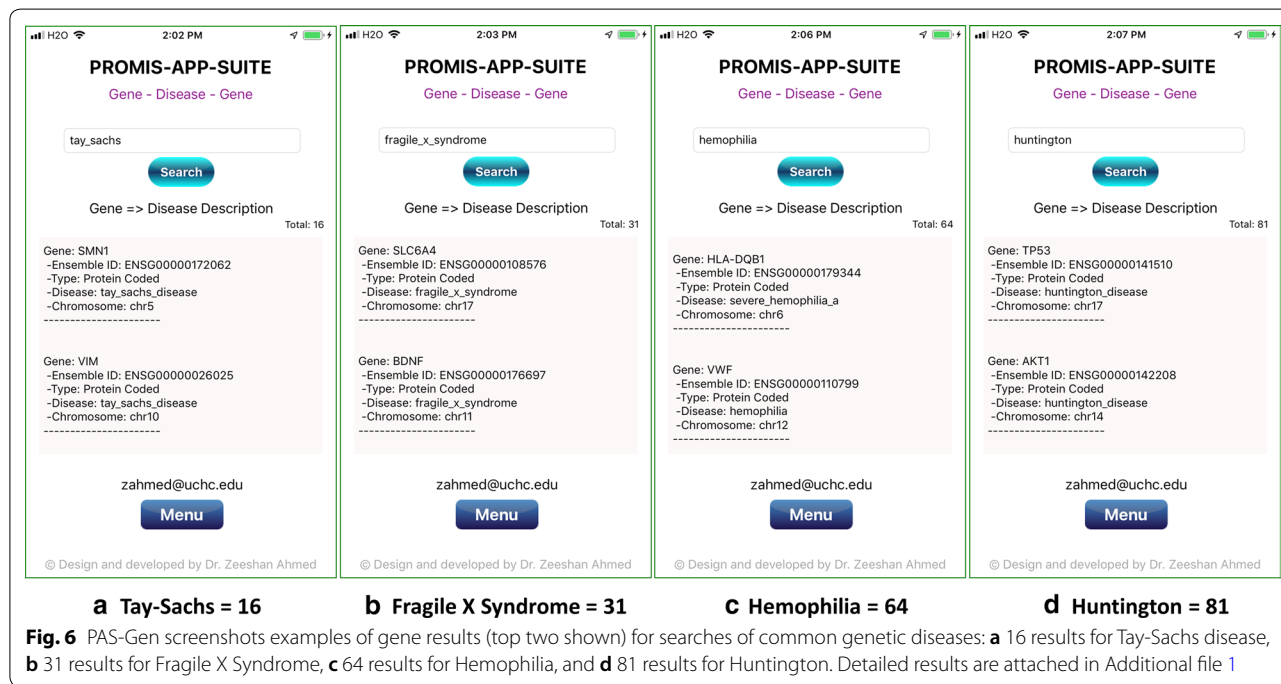 H2O 2:02 PM
PROMIS-APP-SUITE
Gene - Disease - Gene
tay_sachs
Search
Gene => Disease Description
Total: 16
Gene: SMN1
-Ensemble ID: ENSG00000172062
-Type: Protein Coded
-Disease: tay_sachs_disease
-Chromosome: chr5
----------------------
Gene: VIM
-Ensemble ID: ENSG00000026025
-Type: Protein Coded
-Disease: tay_sachs_disease
-Chromosome: chr10
----------------------
zahmed@uchc.edu
Menu
© Design and developed by Dr. Zeeshan Ahmed
a Tay-Sachs = 16
H2O 2:03 PM
PROMIS-APP-SUITE
Gene - Disease - Gene
fragile_x_syndrome
Search
Gene => Disease Description
Total: 31
Gene: SLC6A4
-Ensemble ID: ENSG00000108576
-Type: Protein Coded
-Disease: fragile_x_syndrome
-Chromosome: chr17
----------------------
Gene: BDNF
-Ensemble ID: ENSG00000176697
-Type: Protein Coded
-Disease: fragile_x_syndrome
-Chromosome: chr11
----------------------
zahmed@uchc.edu
Menu
© Design and developed by Dr. Zeeshan Ahmed
b Fragile X Syndrome = 31
H2O 2:06 PM
PROMIS-APP-SUITE
Gene - Disease - Gene
hemophilia
Search
Gene => Disease Description
Total: 64
Gene: HLA-DQB1
-Ensemble ID: ENSG00000179344
-Type: Protein Coded
-Disease: severe_hemophilia_a
-Chromosome: chr6
----------------------
Gene: VWF
-Ensemble ID: ENSG00000110799
-Type: Protein Coded
-Disease: hemophilia
-Chromosome: chr12
----------------------
zahmed@uchc.edu
Menu
© Design and developed by Dr. Zeeshan Ahmed
c Hemophilia = 64
H2O 2:07 PM
PROMIS-APP-SUITE
Gene - Disease - Gene
huntington
Search
Gene => Disease Description
Total: 81
Gene: TP53
-Ensemble ID: ENSG00000141510
-Type: Protein Coded
-Disease: huntington_disease
-Chromosome: chr17
----------------------
Gene: AKT1
-Ensemble ID: ENSG00000142208
-Type: Protein Coded
-Disease: huntington_disease
-Chromosome: chr14
----------------------
zahmed@uchc.edu
Menu
© Design and developed by Dr. Zeeshan Ahmed
d Huntington = 81
Fig. 6 PAS-Gen screenshots examples of gene results (top two shown) for searches of common genetic diseases: a 16 results for Tay-Sachs disease,
b 31 results for Fragile X Syndrome, c 64 results for Hemophilia, and d 81 results for Huntington. Detailed results are attached in Additional file 1